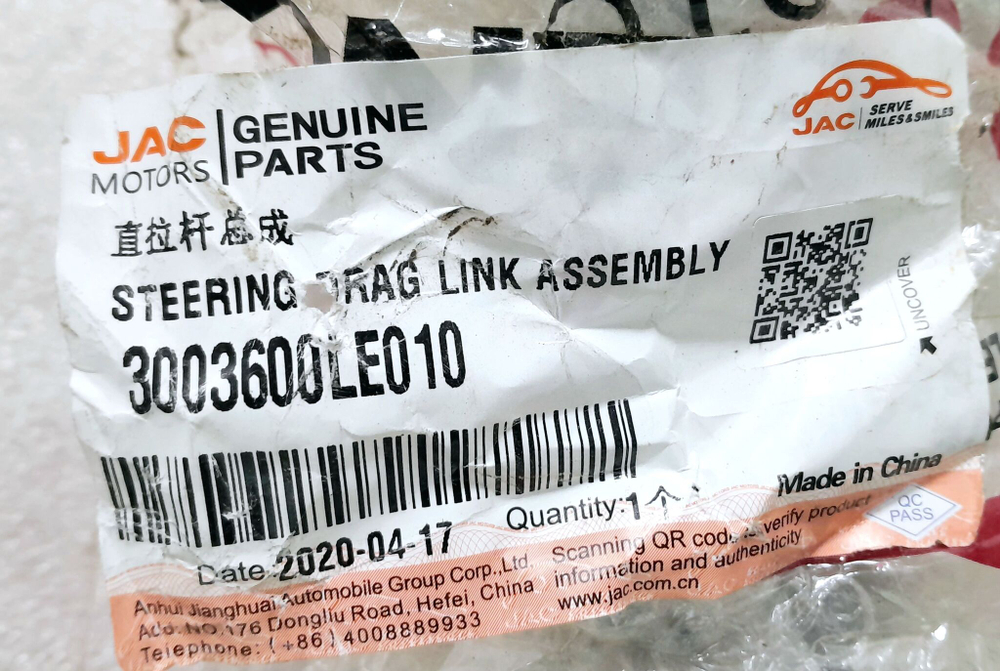 JAC MOTORS
GENUINE PARTS
JAC
SERVE
MILES&SMILES
直拉杆总成
STEERING DRAG LINK ASSEMBLY
3003600LE010
UNCOVER
Made in China
Quantity:1个
QC
PASS
Date:2020-04-17
Anhui Jianghuai Automobile Group Corp.,Ltd.
Add: NO.176 Dongliu Road, Hefei, China
Telephone: (+86)4008889933
Scanning QR code verify product
information and authenticity
www.jac.com.cn